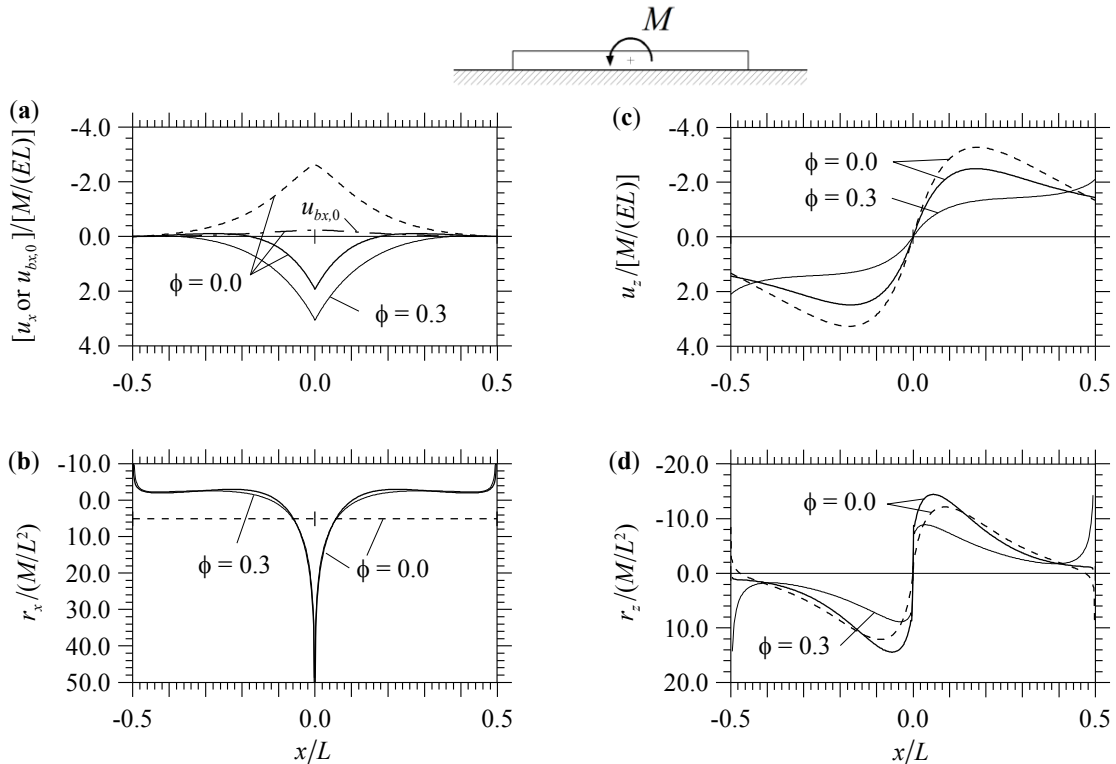 M
(a)
-4.0
-2.0
0.0
2.0
4.0
[u_x or u_{bx,0}]/[M/(EL)]
u_{bx,0}
ϕ = 0.0
ϕ = 0.3
-0.5
0.0
0.5
(c)
-4.0
-2.0
0.0
2.0
4.0
u_z/[M/(EL)]
ϕ = 0.0
ϕ = 0.3
-0.5
0.0
0.5
(b)
-10.0
0.0
10.0
20.0
30.0
40.0
50.0
r_x/(M/L²)
ϕ = 0.3
ϕ = 0.0
-0.5
0.0
0.5
x/L
(d)
-20.0
-10.0
0.0
10.0
20.0
r_z/(M/L²)
ϕ = 0.0
ϕ = 0.3
-0.5
0.0
0.5
x/L